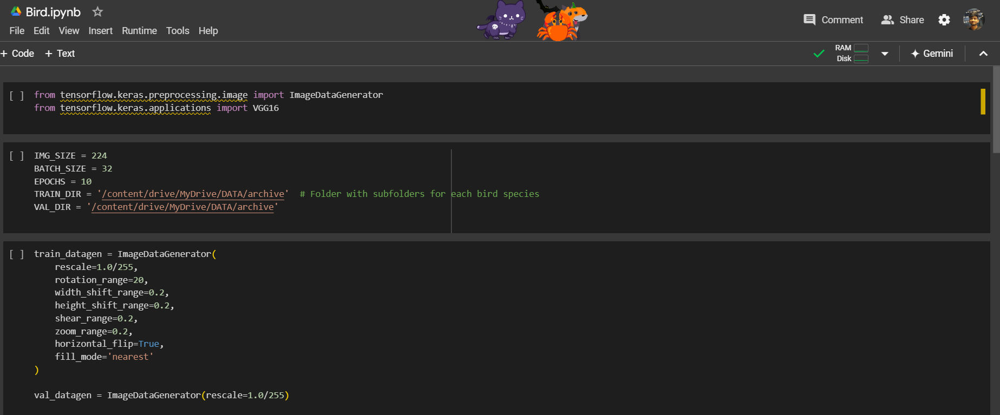 Bird.ipynb
File Edit View Insert Runtime Tools Help
Comment
Share
+ Code + Text
RAM
Disk
Gemini
[ ] from tensorflow.keras.preprocessing.image import ImageDataGenerator
from tensorflow.keras.applications import VGG16
[ ] IMG_SIZE = 224
BATCH_SIZE = 32
EPOCHS = 10
TRAIN_DIR = '/content/drive/MyDrive/DATA/archive'  # Folder with subfolders for each bird species
VAL_DIR = '/content/drive/MyDrive/DATA/archive'
[ ] train_datagen = ImageDataGenerator(
    rescale=1.0/255,
    rotation_range=20,
    width_shift_range=0.2,
    height_shift_range=0.2,
    shear_range=0.2,
    zoom_range=0.2,
    horizontal_flip=True,
    fill_mode='nearest'
)
val_datagen = ImageDataGenerator(rescale=1.0/255)